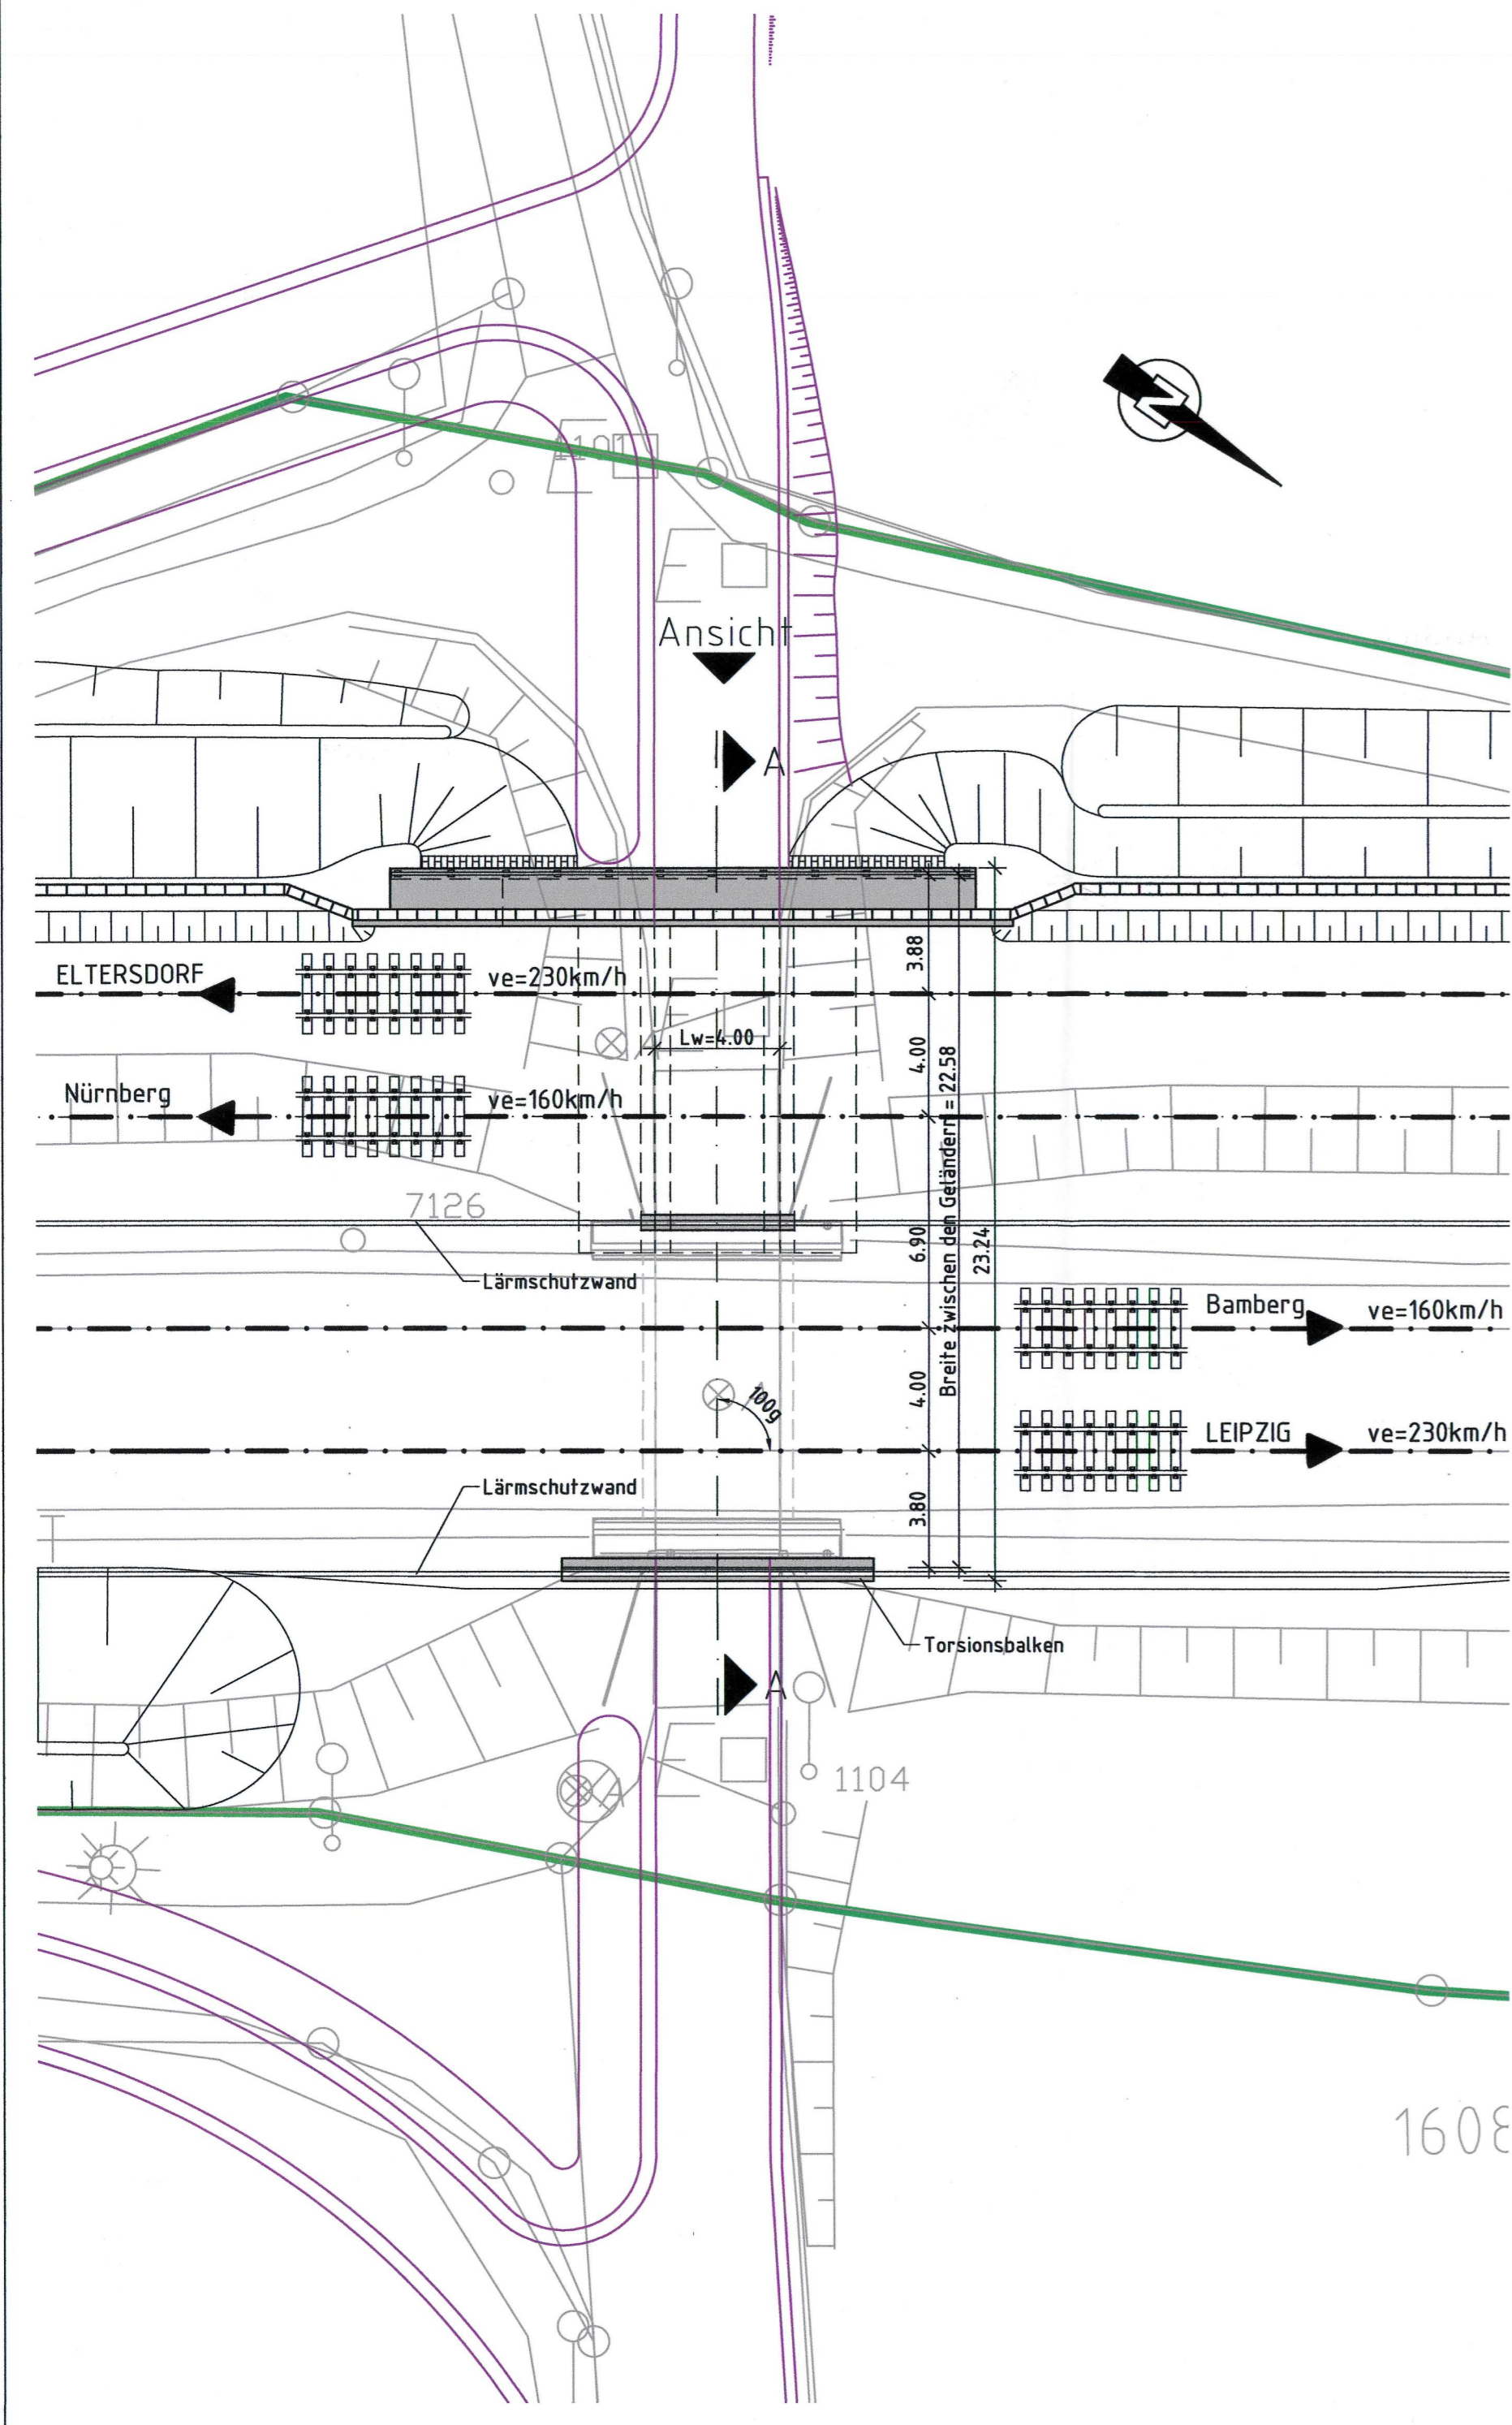 N
1101
E
Ansicht
A
ELTERSDORF
ve=230km/h
3.88
Lw=4.00
4.00
Nürnberg
ve=160km/h
Breite zwischen den Geländern = 22.58
7126
6.90
23.24
Lärmschutzwand
Bamberg
ve=160km/h
4.00
100g
LEIPZIG
ve=230km/h
Lärmschutzwand
3.80
T
Torsionsbalken
A
E
1104
A
1608